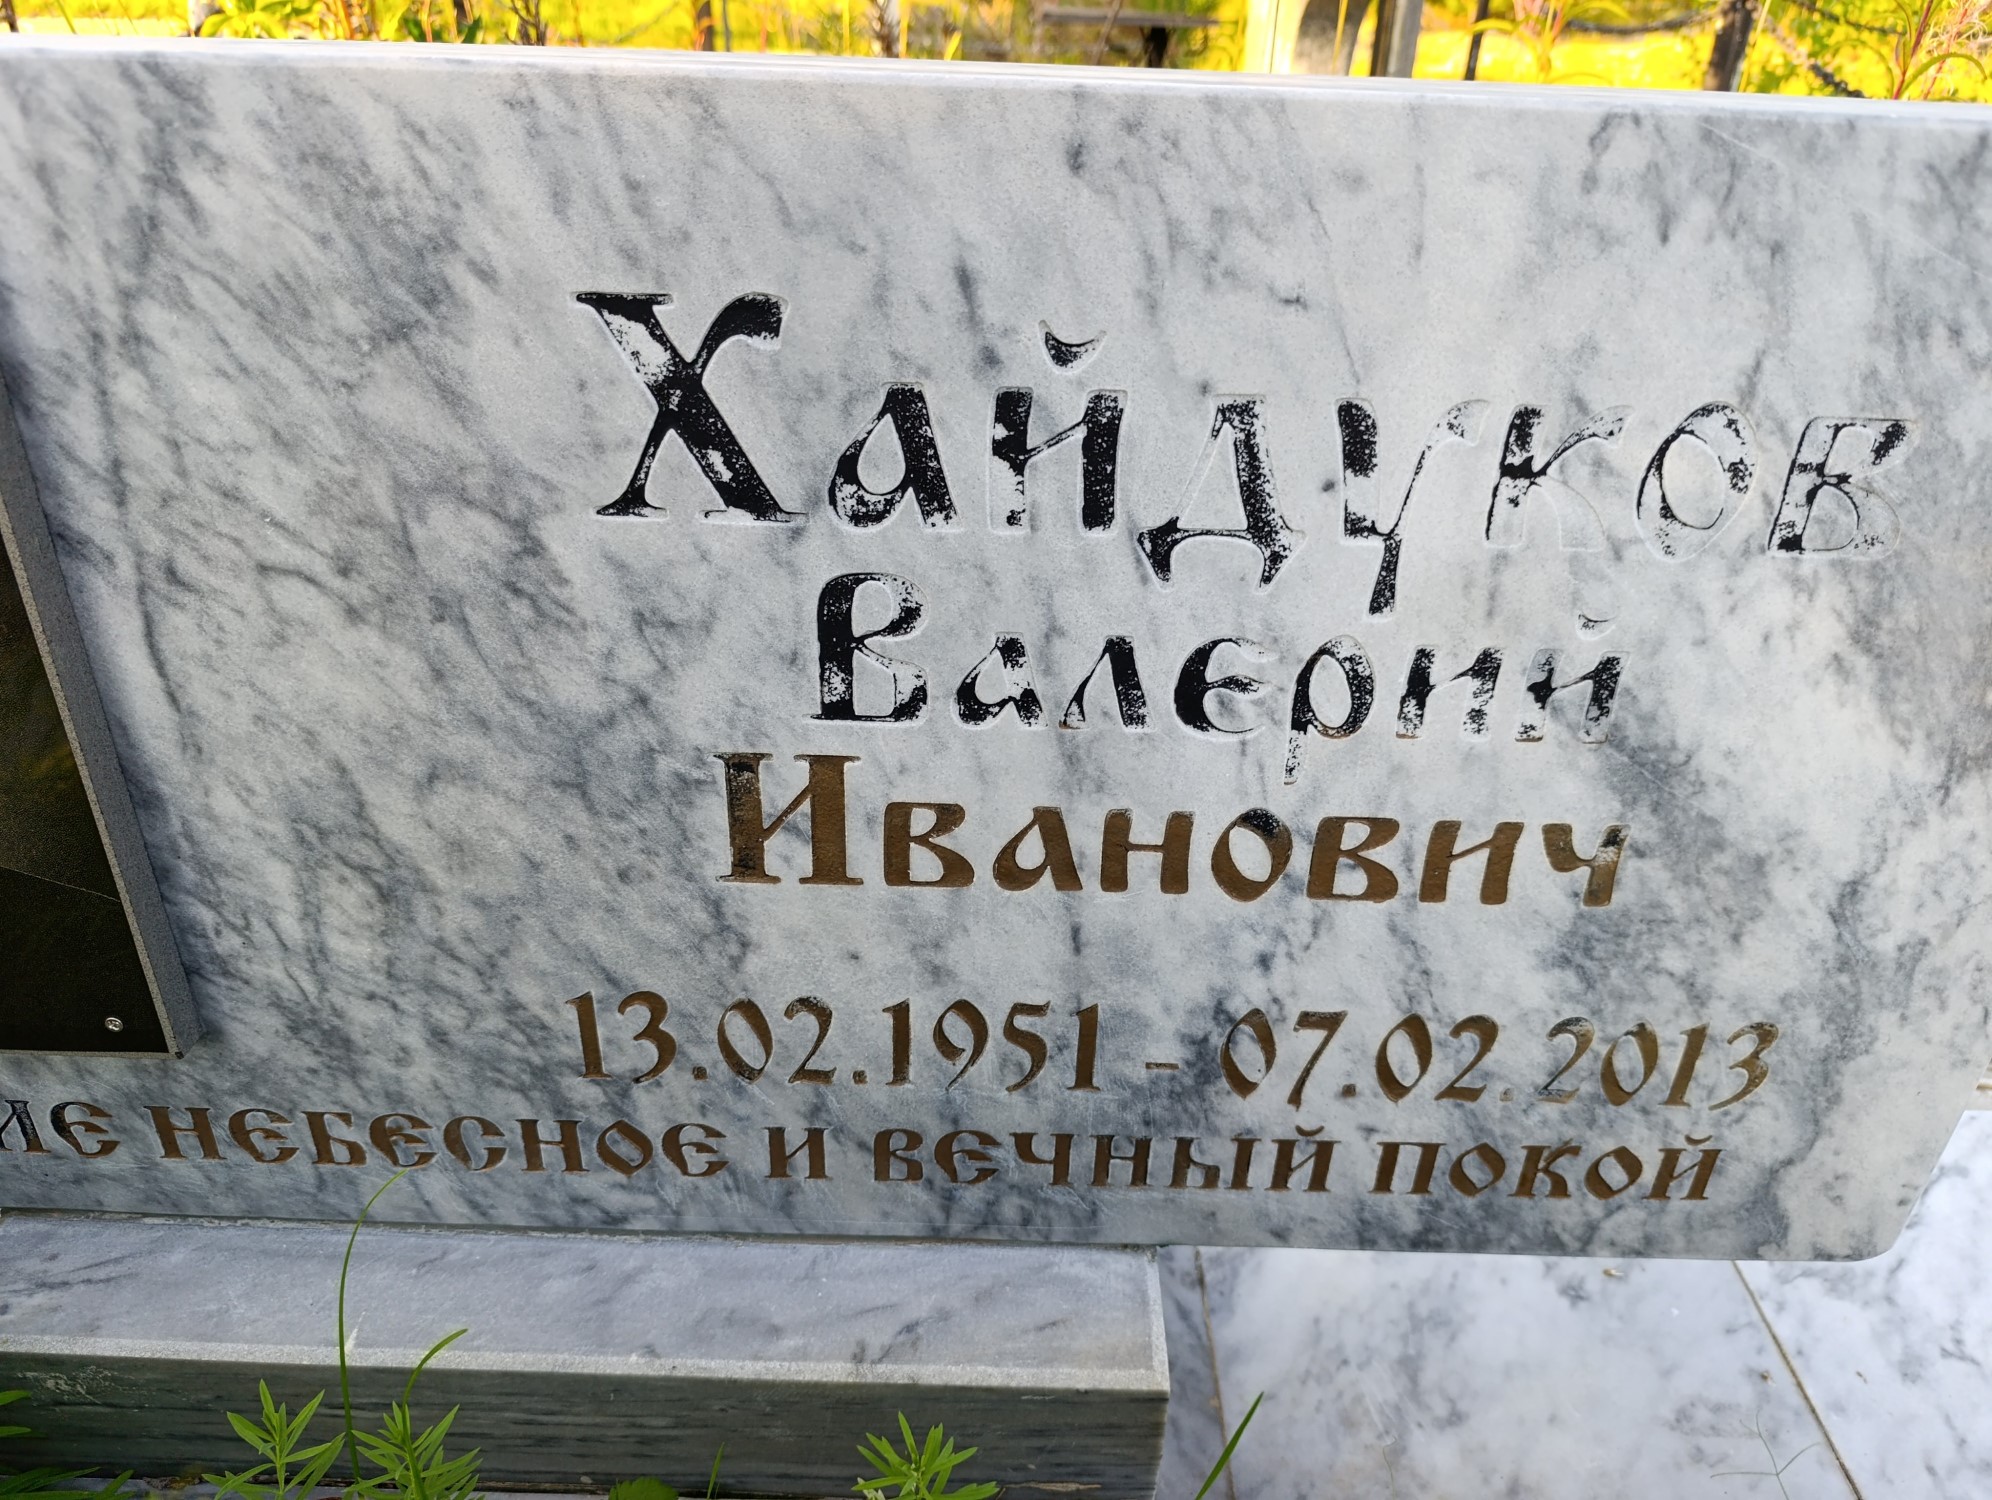 Хайдуков
Валерий
Иванович
13.02.1951 - 07.02.2013
НЕБЕСНОЕ И ВЕЧНЫЙ ПОКОЙ